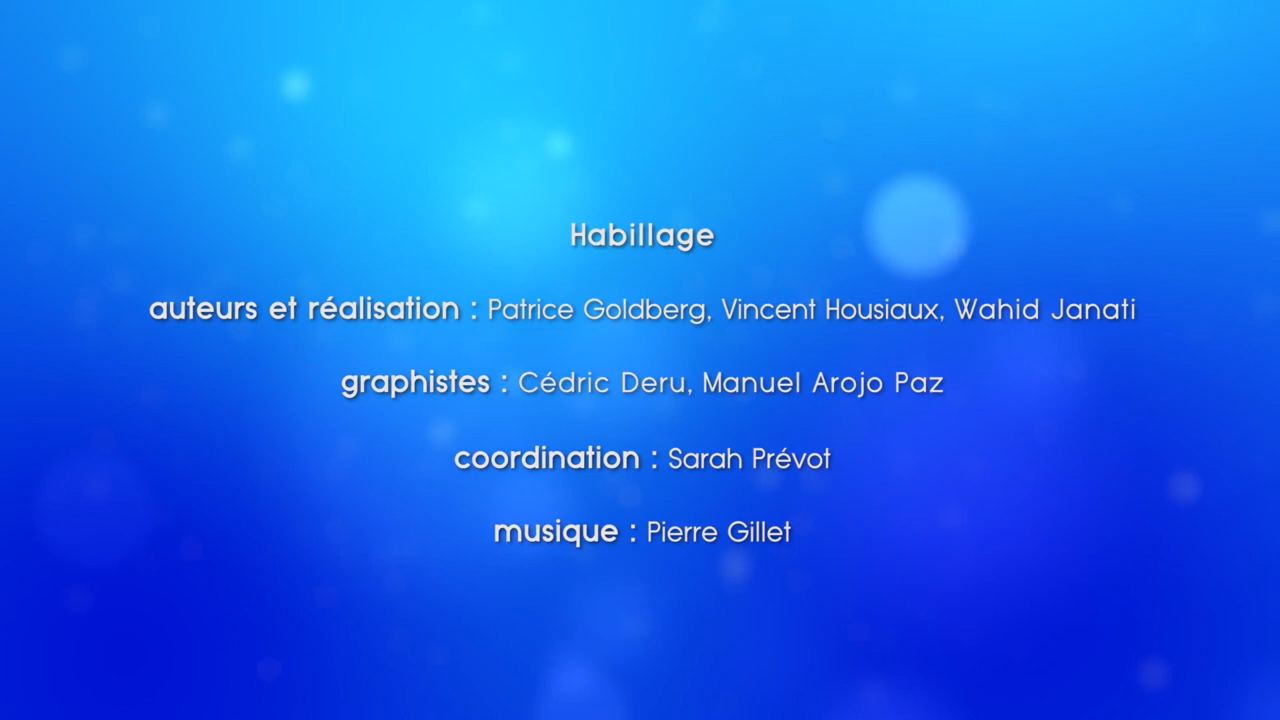 Habillage
auteurs et réalisation : Patrice Goldberg, Vincent Housiaux, Wahid Janati
graphistes : Cédric Deru, Manuel Arojo Paz
coordination : Sarah Prévot
musique : Pierre Gillet